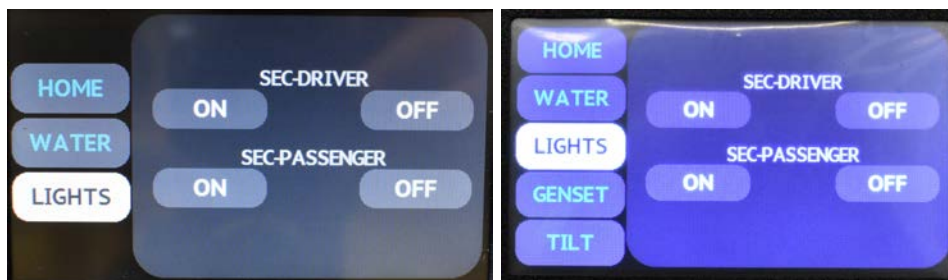 HOME
WATER
LIGHTS
SEC-DRIVER
ON OFF
SEC-PASSENGER
ON OFF
HOME
WATER
LIGHTS
GENSET
TILT
SEC-DRIVER
ON OFF
SEC-PASSENGER
ON OFF